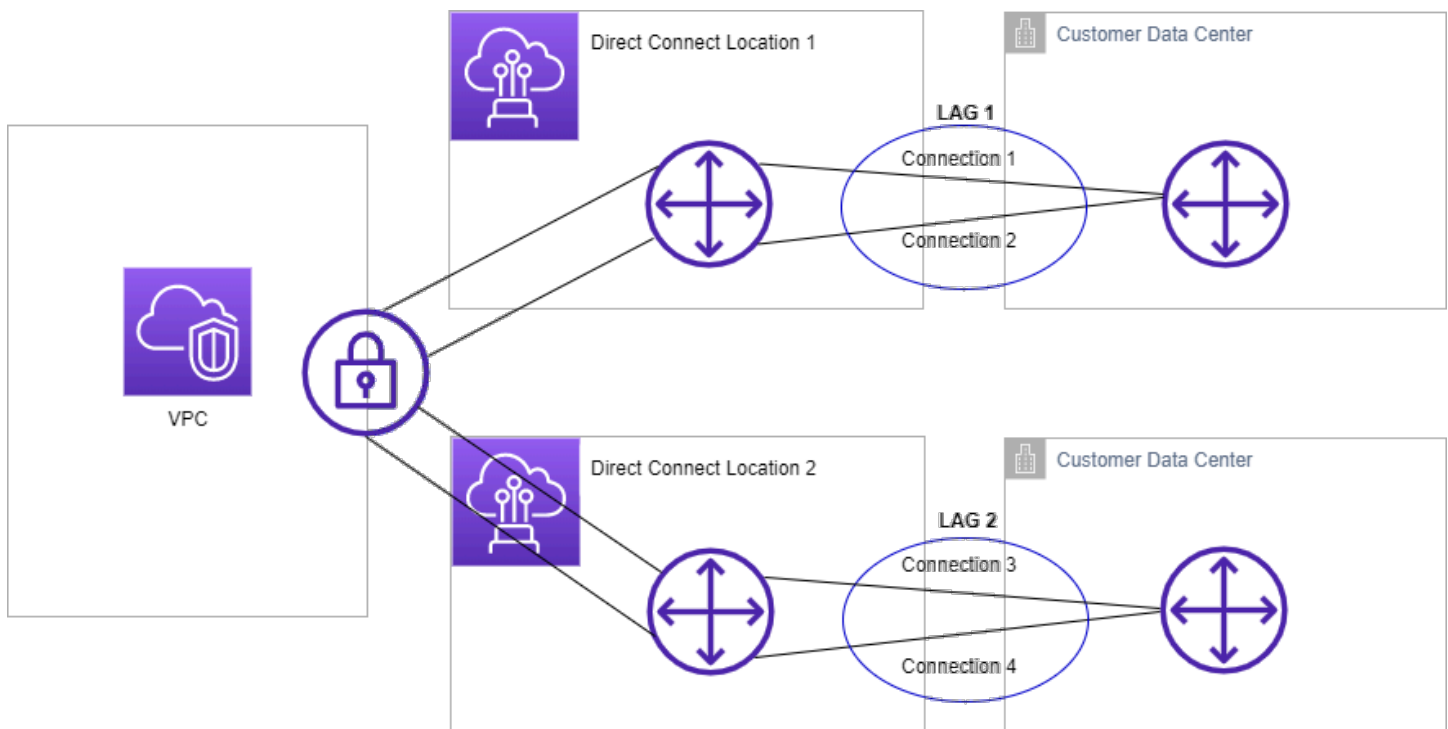 Direct Connect Location 1
Customer Data Center
LAG 1
Connection 1
Connection 2
VPC
Direct Connect Location 2
Customer Data Center
LAG 2
Connection 3
Connection 4